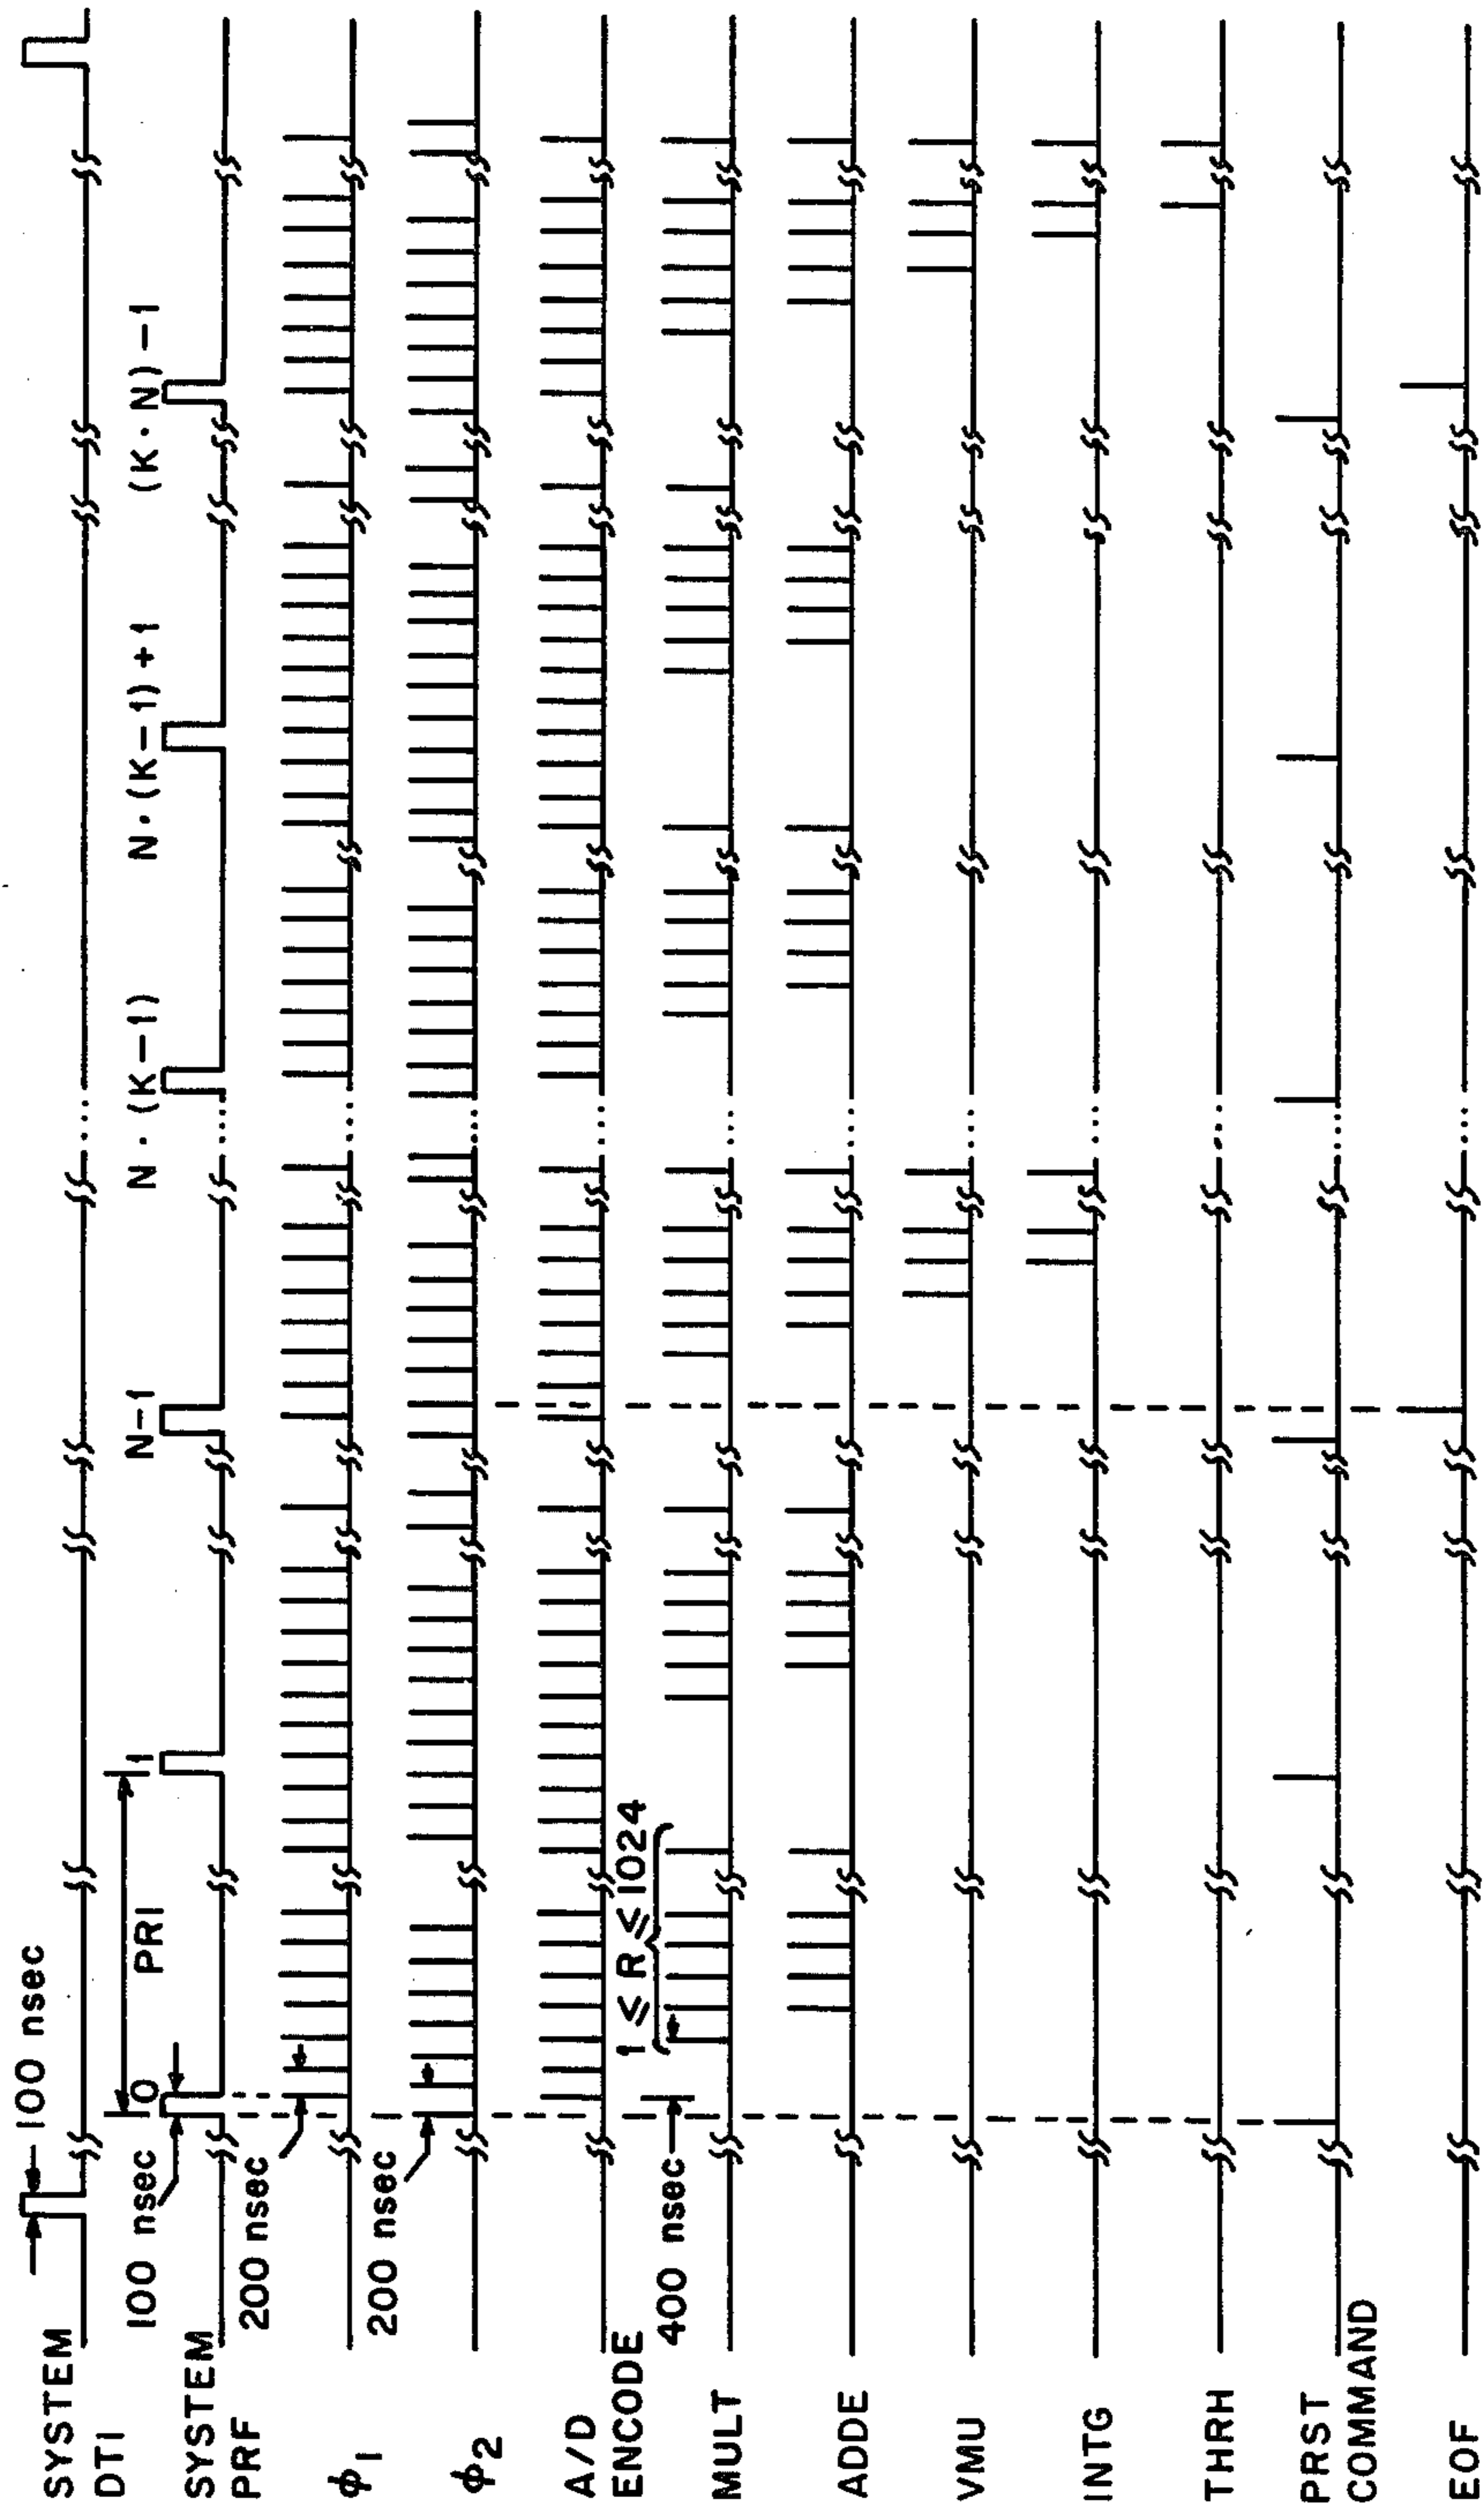 SYSTEM
DTI
100 nsec
SYSTEM
PRF
100 nsec
0
PRI
1
N-1
N·(K-1)
N·(K-1)+1
(K·N)-1
ϕ1
200 nsec
ϕ2
200 nsec
A/D
ENCODE
MULT
400 nsec
1 ≤ R ≤ 1024
ADDE
VMU
INTG
THRH
PRST
COMMAND
EOF